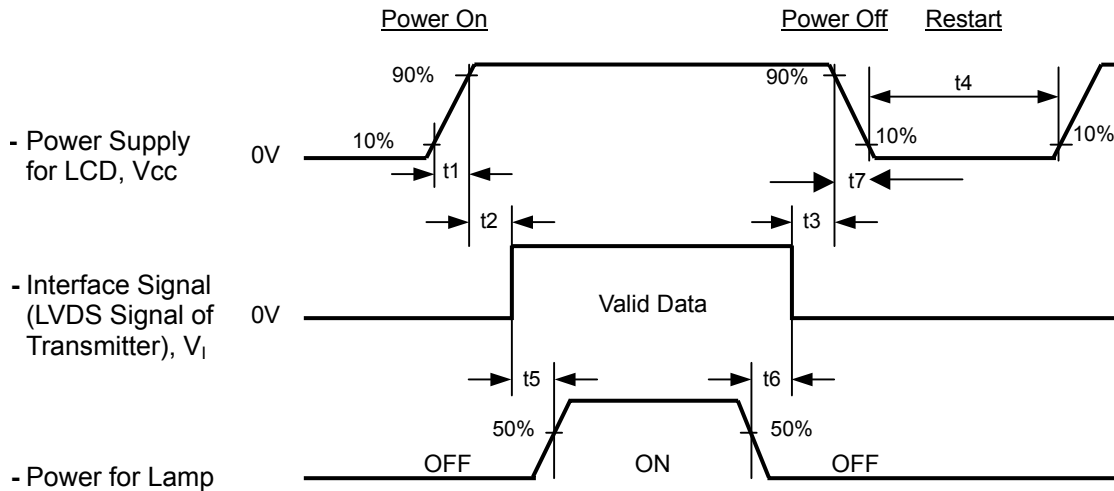 Power On
Power Off
Restart
90%
90%
t4
- Power Supply
for LCD, Vcc
0V
10%
10%
10%
t1
t7
t2
t3
- Interface Signal
(LVDS Signal of
Transmitter), VI
0V
Valid Data
t5
t6
50%
50%
- Power for Lamp
OFF
ON
OFF